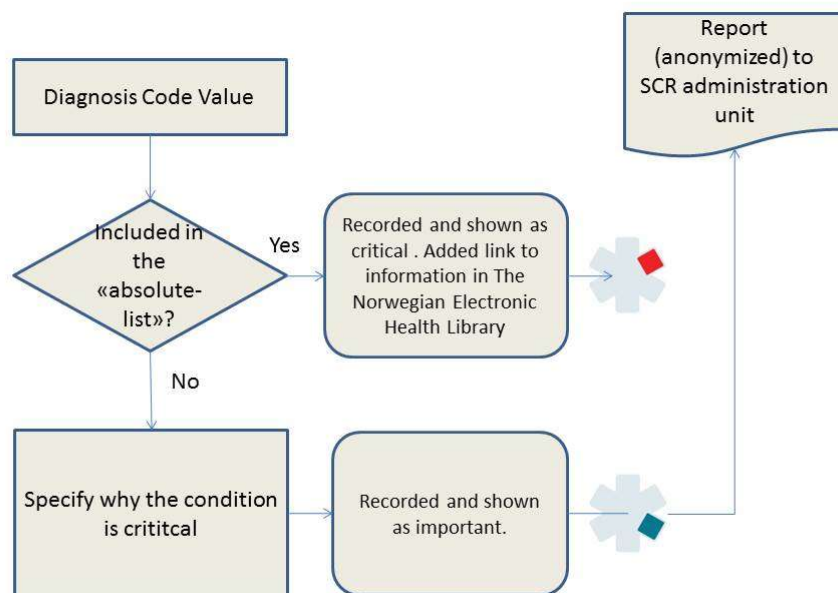 Diagnosis Code Value
Included in
the
«absolute-
list»?
Yes
Recorded and shown as
critical . Added link to
information in The
Norwegian Electronic
Health Library
No
Specify why the condition
is crititcal
Recorded and shown
as important.
Report
(anonymized) to
SCR administration
unit